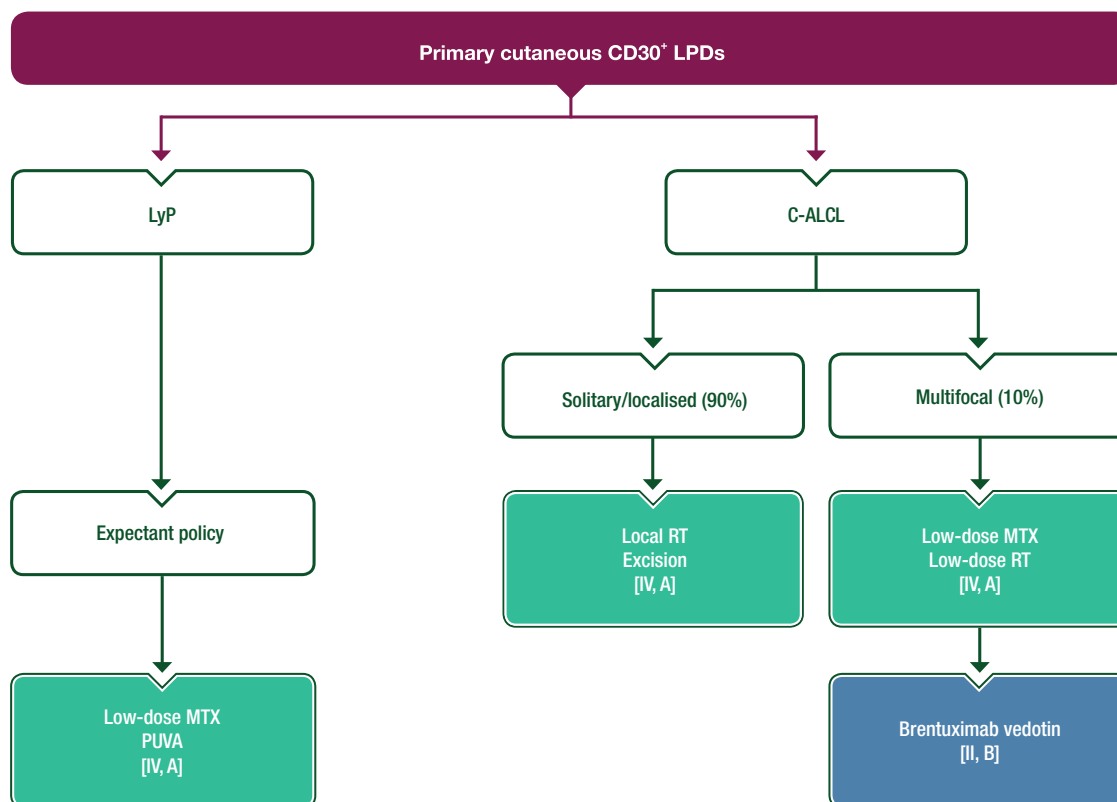 Primary cutaneous CD30⁺ LPDs
LyP
C-ALCL
Solitary/localised (90%)
Multifocal (10%)
Expectant policy
Local RT
Excision
[IV, A]
Low-dose MTX
Low-dose RT
[IV, A]
Low-dose MTX
PUVA
[IV, A]
Brentuximab vedotin
[II, B]